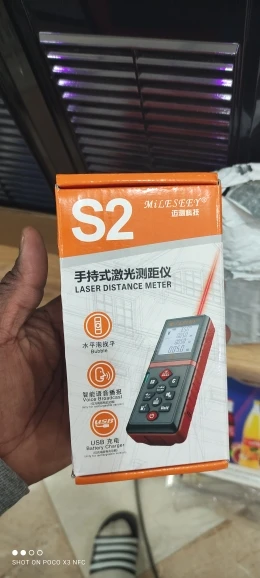 S2
MiLESEEY
迈测科技
手持式激光测距仪
LASER DISTANCE METER
水平泡线子
Bubble
智能语音播报
Voice Broadcast
USB
USB 充电
Battery Charger
SHOT ON POCO X3 NFC